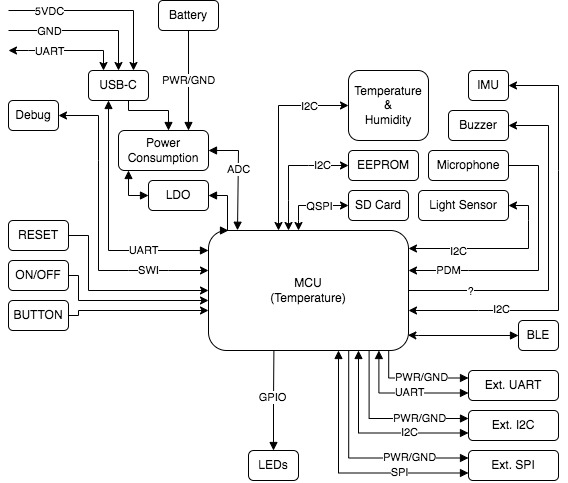 5VDC
GND
UART
Battery
USB-C
PWR/GND
Debug
Power
Consumption
ADC
LDO
I2C
Temperature
&
Humidity
IMU
Buzzer
I2C
EEPROM
Microphone
QSPI
SD Card
Light Sensor
RESET
ON/OFF
BUTTON
UART
SWI
MCU
(Temperature)
I2C
PDM
?
I2C
BLE
GPIO
LEDs
PWR/GND
UART
Ext. UART
PWR/GND
I2C
Ext. I2C
PWR/GND
SPI
Ext. SPI